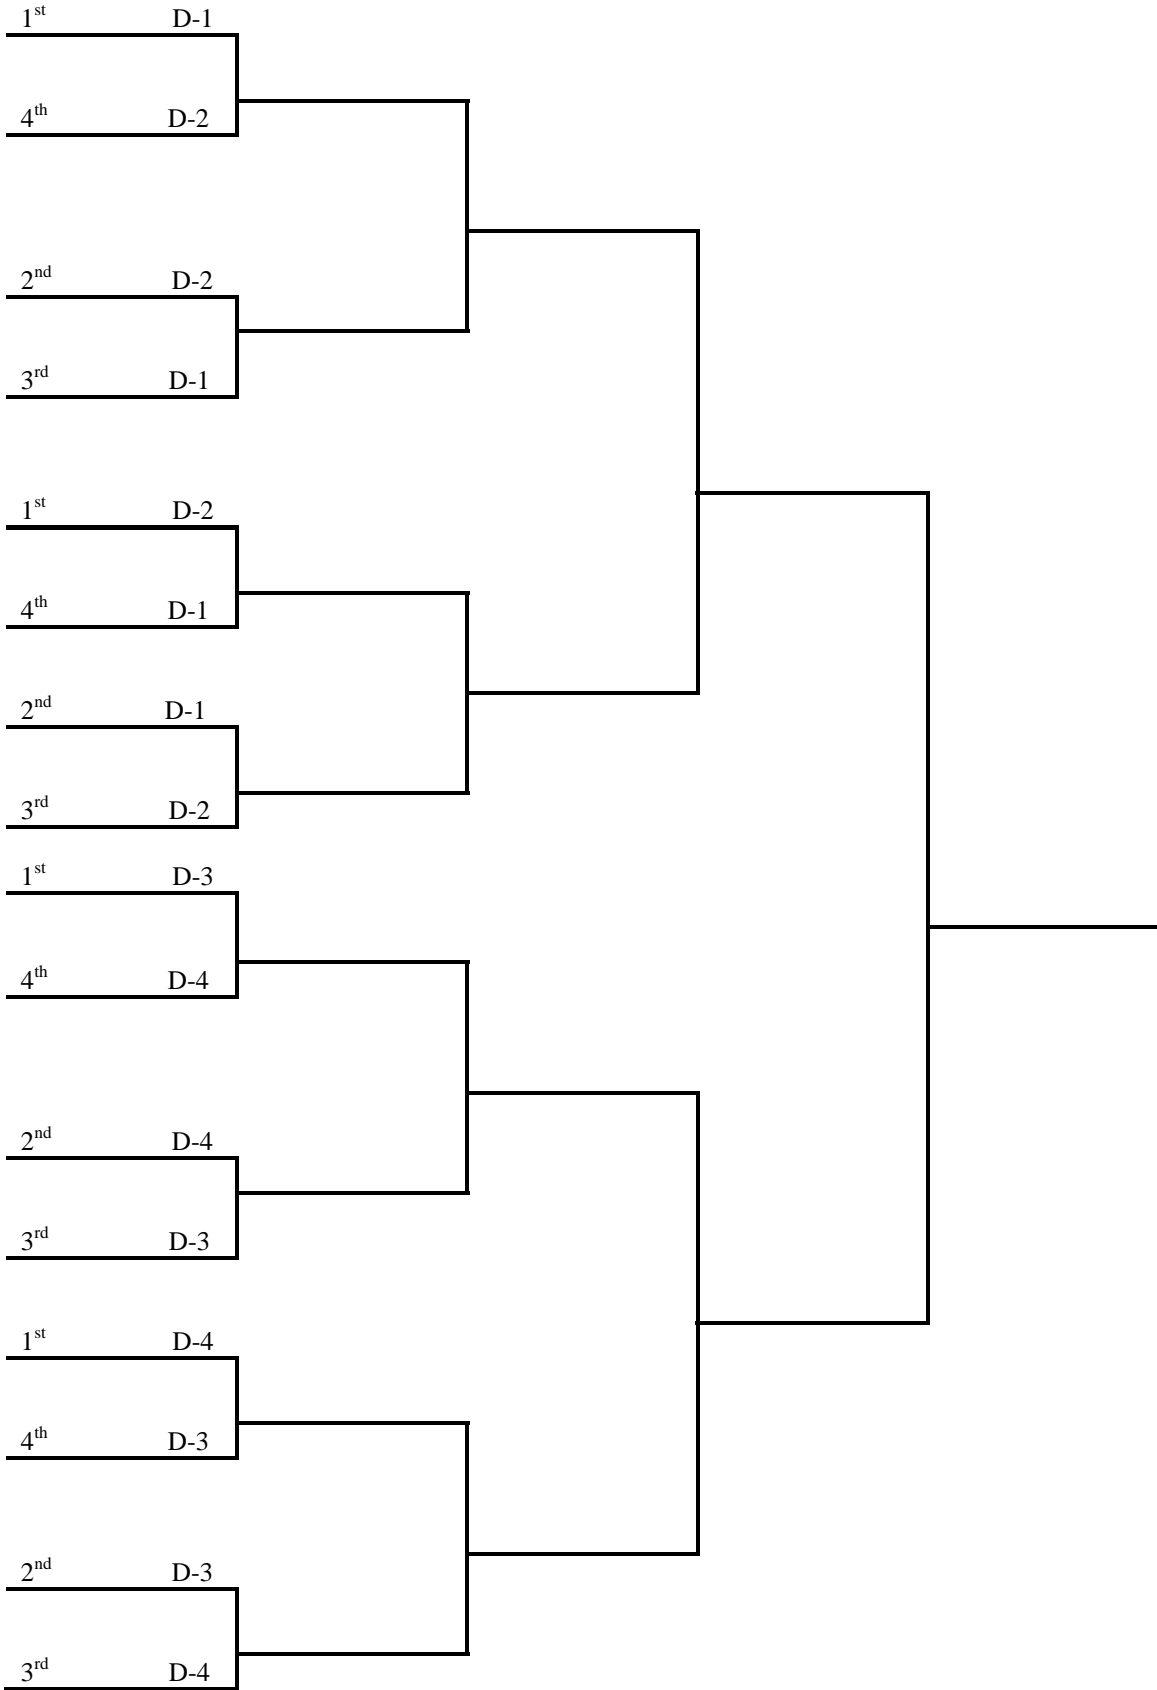 1st D-1
4th D-2
2nd D-2
3rd D-1
1st D-2
4th D-1
2nd D-1
3rd D-2
1st D-3
4th D-4
2nd D-4
3rd D-3
1st D-4
4th D-3
2nd D-3
3rd D-4